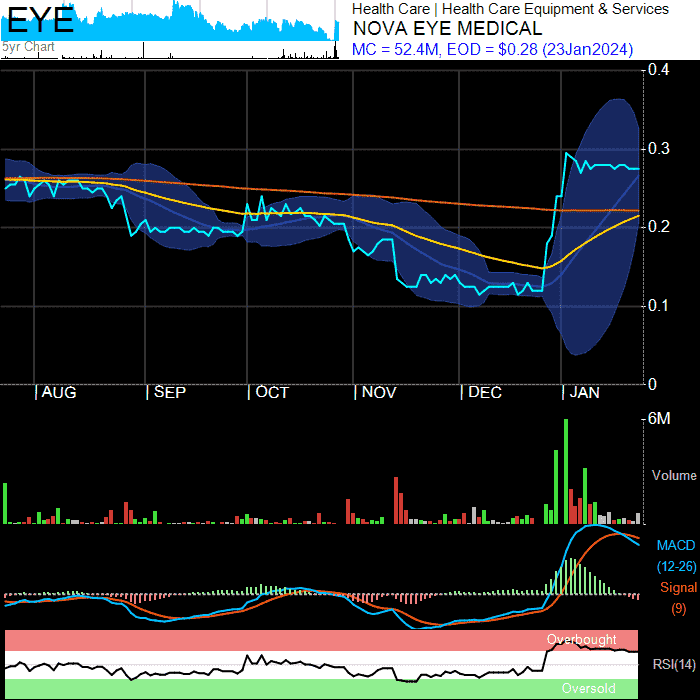 EYE
5yr Chart
Health Care | Health Care Equipment & Services
NOVA EYE MEDICAL
MC = 52.4M, EOD = $0.28 (23Jan2024)
0.4
0.3
0.2
0.1
0
| AUG | SEP | OCT | NOV | DEC | JAN
6M
Volume
MACD
(12-26)
Signal
(9)
Overbought
RSI(14)
Oversold